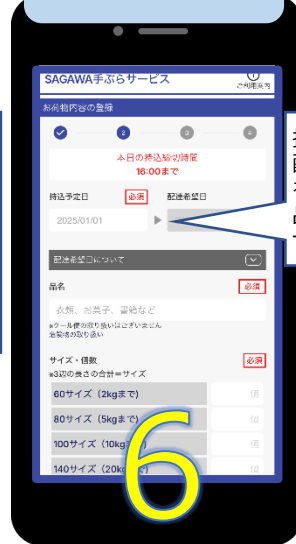 SAGAWA手ぶらサービス
ご利用案内
お荷物内容の登録
2
3
4
本日の持込締切時間
16:00まで
持込予定日 必須 配達希望日
2025/01/01
配達希望日について
品名 必須
衣類、お菓子、書籍など
※クール便の取り扱いはございません
危険物の取り扱い
サイズ・個数 必須
※3辺の長さの合計=サイズ
60サイズ（2kgまで） 個
80サイズ（5kgまで） 個
100サイズ（10kg 個
140サイズ（20kg で） 個
6